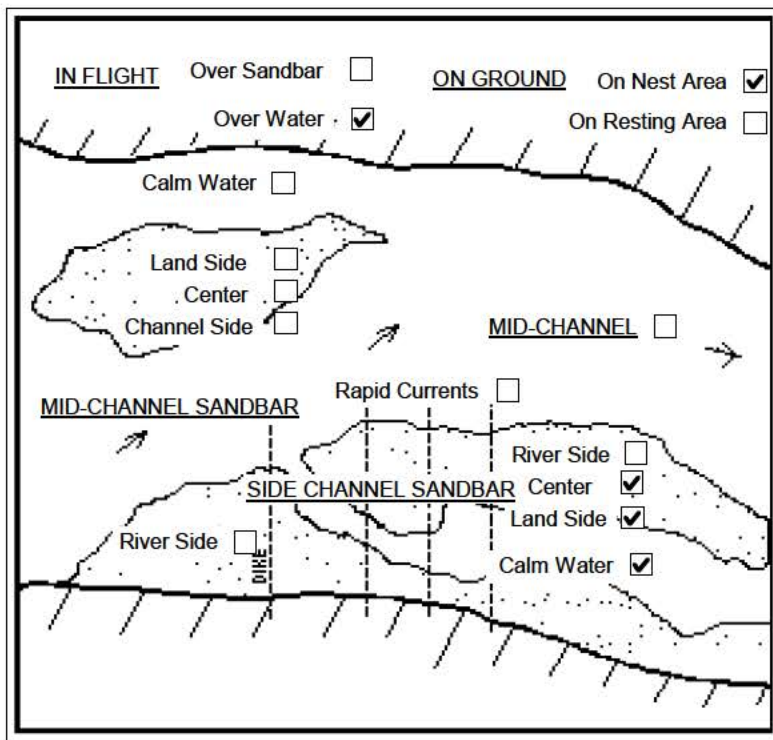 IN FLIGHT Over Sandbar ON GROUND On Nest Area
Over Water On Resting Area
Calm Water
Land Side
Center
Channel Side
MID-CHANNEL
Rapid Currents
MID-CHANNEL SANDBAR
River Side
SIDE CHANNEL SANDBAR Center
Land Side
River Side
DIKE
Calm Water